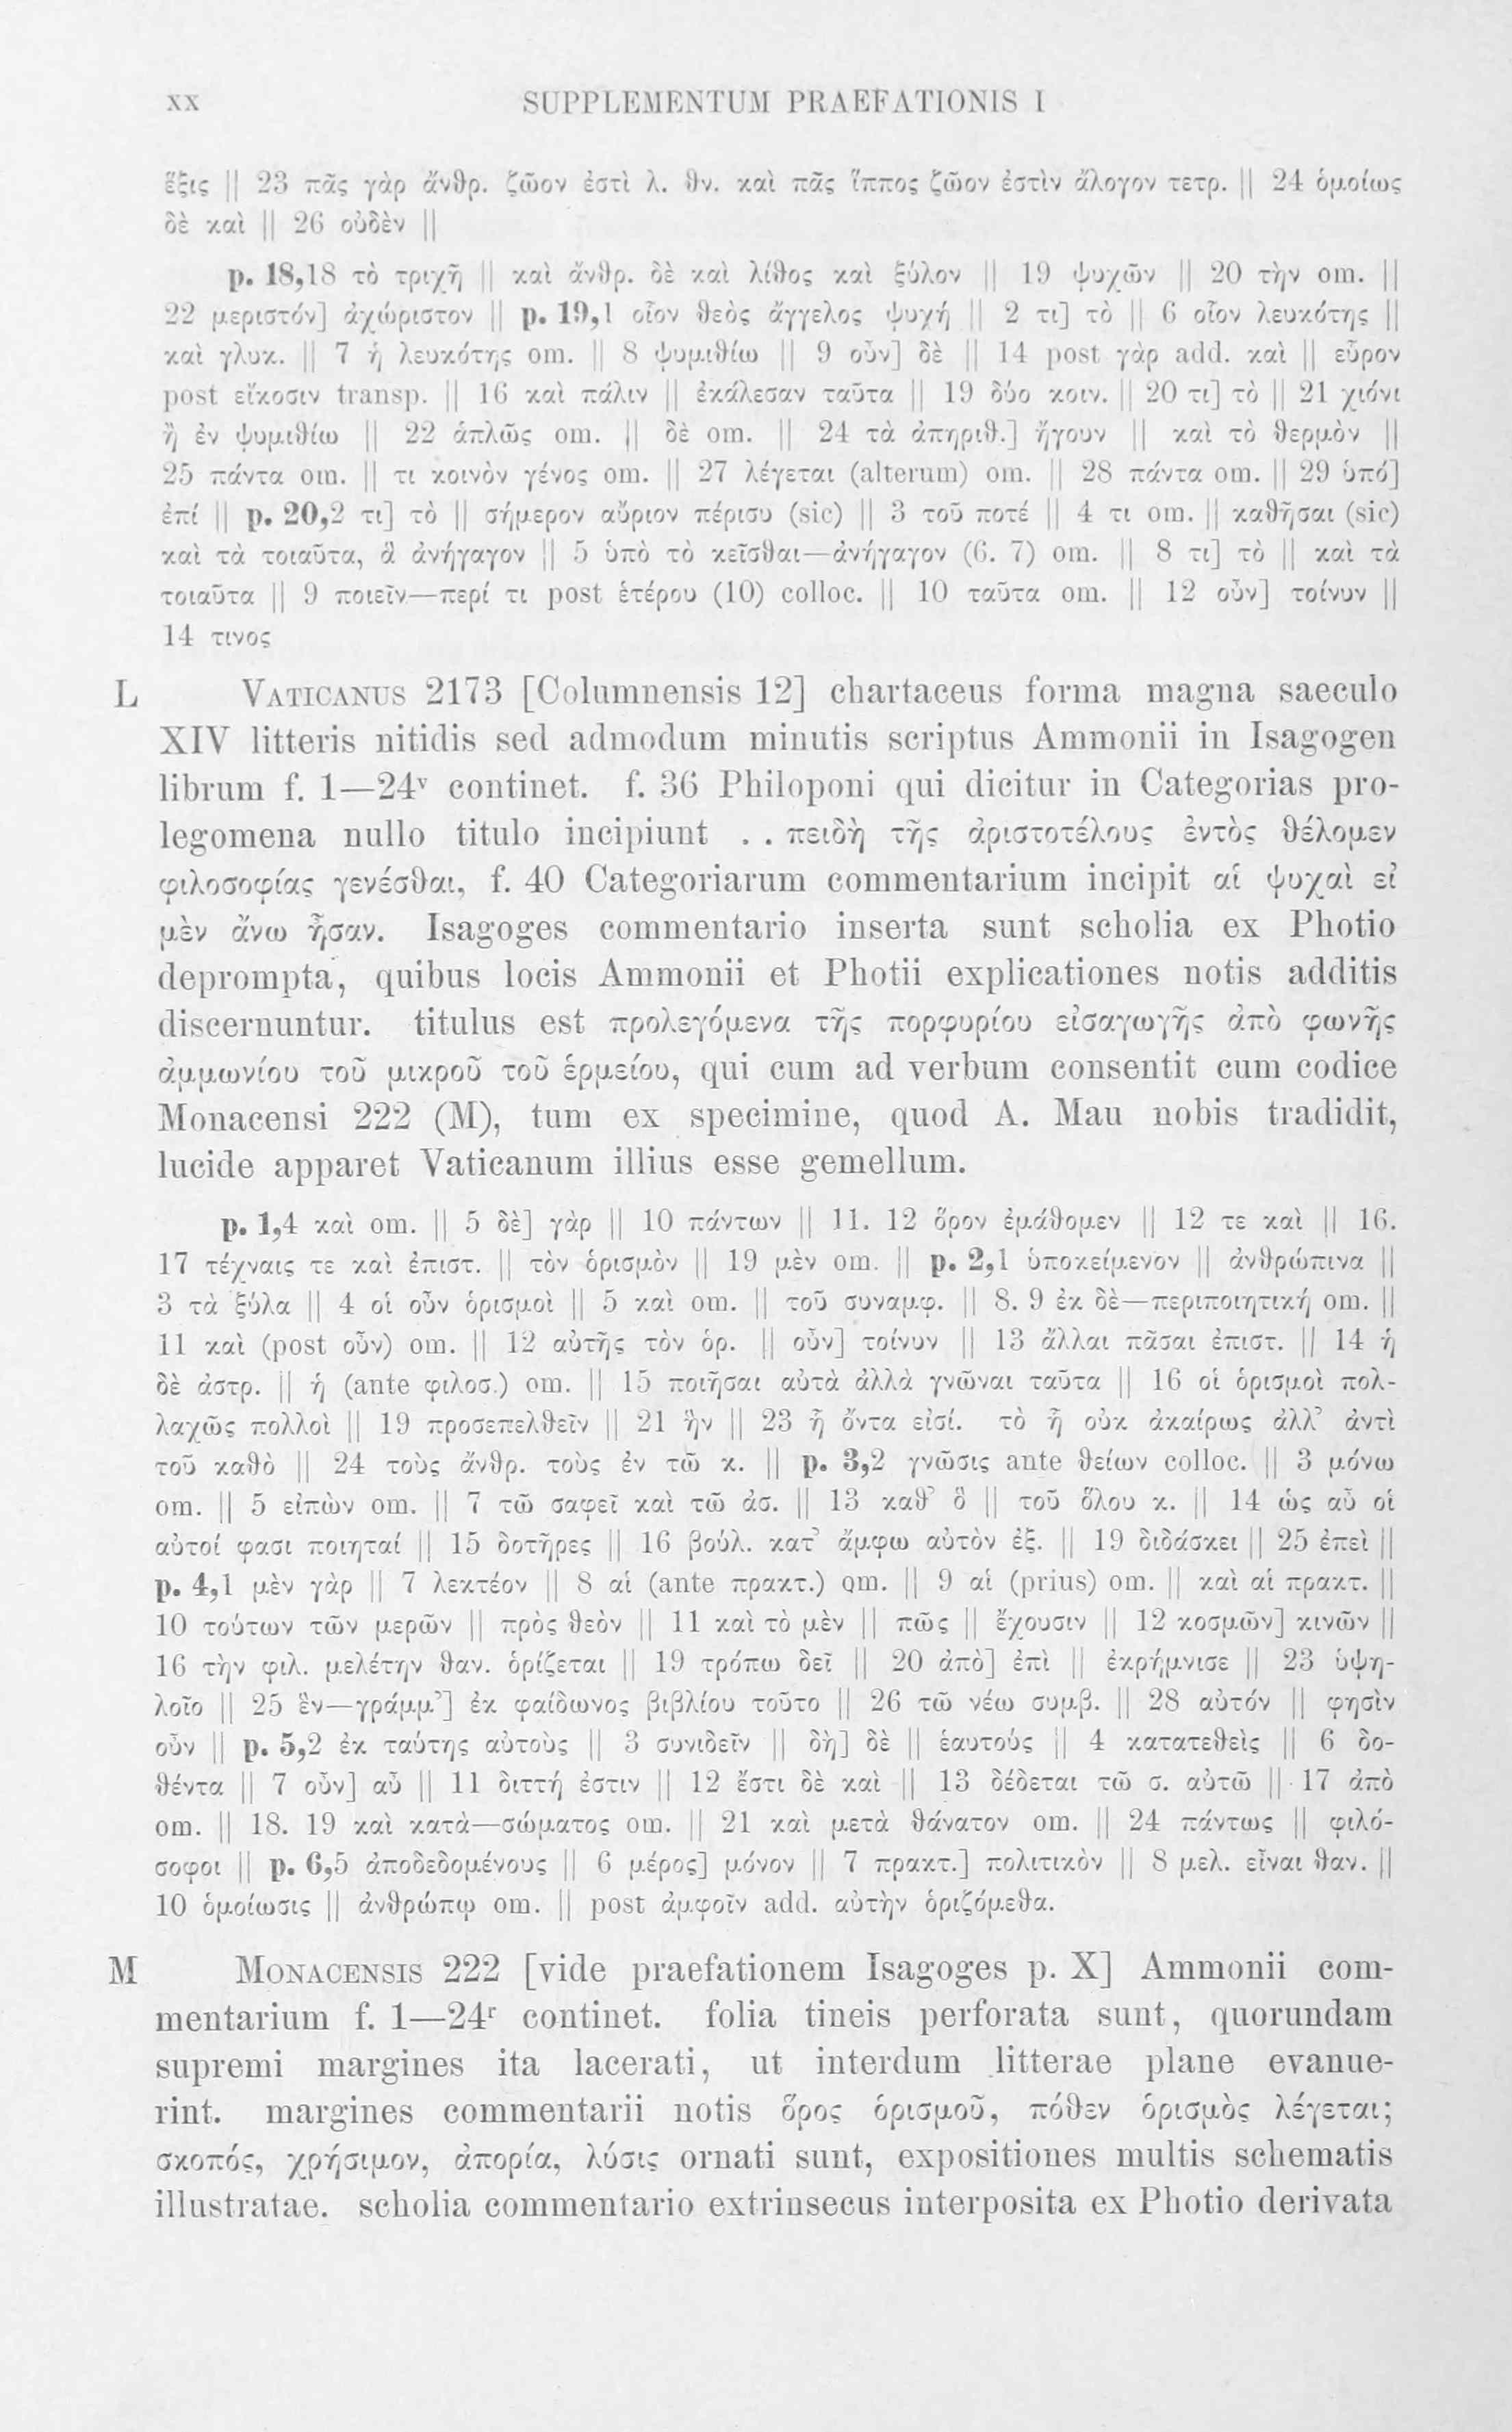 xx SUPPLEMENTUM PRAEFATIONIS I
ἕξις || 23 πᾶς γὰρ ἄνθρ. ζῶον ἐστὶ λ. θν. καὶ πᾶς ἵππος ζῶον ἐστὶν ἄλογον τετρ. || 24 ὁμοίως
δὲ καὶ || 26 οὐδὲν ||
p. 18,18 τὸ τριχῇ || καὶ ἄνθρ. δὲ καὶ λίθος καὶ ξύλον || 19 ψυχῶν || 20 τὴν om. ||
22 μεριστόν] ἀχώριστον || p. 19,1 οἷον θεὸς ἄγγελος ψυχή || 2 τι] τὸ || 6 οἷον λευκότης ||
καὶ γλυκ. || 7 ἡ λευκότης om. || 8 ψυμιθίω || 9 οὖν] δὲ || 14 post γὰρ add. καὶ || εὗρον
post εἴκοσιν transp. || 16 καὶ πάλιν || ἐκάλεσαν ταῦτα || 19 δύο κοιν. || 20 τι] τὸ || 21 χιόνι
ἢ ἐν ψυμιθίω || 22 ἁπλῶς om. || δὲ om. || 24 τὰ ἀπηριθ.] ἤγουν || καὶ τὸ θερμὸν ||
25 πάντα om. || τι κοινὸν γένος om. || 27 λέγεται (alterum) om. || 28 πάντα om. || 29 ὑπό]
ἐπί || p. 20,2 τι] τὸ || σήμερον αὔριον πέρισυ (sic) || 3 τοῦ ποτέ || 4 τι om. || καθῆσαι (sic)
καὶ τὰ τοιαῦτα, ἃ ἀνήγαγον || 5 ὑπὸ τὸ κεῖσθαι—ἀνήγαγον (6. 7) om. || 8 τι] τὸ || καὶ τὰ
τοιαῦτα || 9 ποιεῖν—περί τι post ἑτέρου (10) colloc. || 10 ταῦτα om. || 12 οὖν] τοίνυν ||
14 τινος
L VATICANUS 2173 [Columnensis 12] chartaceus forma magna saeculo
XIV litteris nitidis sed admodum minutis scriptus Ammonii in Isagogen
librum f. 1—24ᵛ continet. f. 36 Philoponi qui dicitur in Categorias pro-
legomena nullo titulo incipiunt . . πειδὴ τῆς ἀριστοτέλους ἐντὸς θέλομεν
φιλοσοφίας γενέσθαι, f. 40 Categoriarum commentarium incipit αἱ ψυχαὶ εἰ
μὲν ἄνω ἦσαν. Isagoges commentario inserta sunt scholia ex Photio
deprompta, quibus locis Ammonii et Photii explicationes notis additis
discernuntur. titulus est προλεγόμενα τῆς πορφυρίου εἰσαγωγῆς ἀπὸ φωνῆς
ἀμμωνίου τοῦ μικροῦ τοῦ ἑρμείου, qui cum ad verbum consentit cum codice
Monacensi 222 (M), tum ex specimine, quod A. Mau nobis tradidit,
lucide apparet Vaticanum illius esse gemellum.
p. 1,4 καὶ om. || 5 δὲ] γὰρ || 10 πάντων || 11. 12 ὅρον ἐμάθομεν || 12 τε καὶ || 16.
17 τέχναις τε καὶ ἐπιστ. || τὸν ὁρισμὸν || 19 μὲν om. || p. 2,1 ὑποκείμενον || ἀνθρώπινα ||
3 τὰ ξύλα || 4 οἱ οὖν ὁρισμοὶ || 5 καὶ om. || τοῦ συναμφ. || 8. 9 ἐκ δὲ—περιποιητική om. ||
11 καὶ (post οὖν) om. || 12 αὐτῆς τὸν ὁρ. || οὖν] τοίνυν || 13 ἄλλαι πᾶσαι ἐπιστ. || 14 ἡ
δὲ ἀστρ. || ἡ (ante φιλοσ.) om. || 15 ποιῆσαι αὐτὰ ἀλλὰ γνῶναι ταῦτα || 16 οἱ ὁρισμοὶ πολ-
λαχῶς πολλοὶ || 19 προσεπελθεῖν || 21 ἣν || 23 ᾗ ὄντα εἰσί. τὸ ᾗ οὐκ ἀκαίρως ἀλλ’ ἀντὶ
τοῦ καθὸ || 24 τοὺς ἄνθρ. τοὺς ἐν τῶ κ. || p. 3,2 γνῶσις ante θείων colloc. || 3 μόνω
om. || 5 εἰπὼν om. || 7 τῶ σαφεῖ καὶ τῶ ἀσ. || 13 καθ’ ὃ || τοῦ ὅλου κ. || 14 ὡς αὖ οἱ
αὐτοί φασι ποιηταί || 15 δοτῆρες || 16 βούλ. κατ’ ἄμφω αὐτὸν ἐξ. || 19 διδάσκει || 25 ἐπεὶ ||
p. 4,1 μὲν γὰρ || 7 λεκτέον || 8 αἱ (ante πρακτ.) om. || 9 αἱ (prius) om. || καὶ αἱ πρακτ. ||
10 τούτων τῶν μερῶν || πρὸς θεὸν || 11 καὶ τὸ μὲν || πῶς || ἔχουσιν || 12 κοσμῶν] κινῶν ||
16 τὴν φιλ. μελέτην θαν. ὁρίζεται || 19 τρόπω δεῖ || 20 ἀπὸ] ἐπὶ || ἐκρήμνισε || 23 ὑψη-
λοῖο || 25 ἓν—γράμμ’] ἐκ φαίδωνος βιβλίου τοῦτο || 26 τῶ νέω συμβ. || 28 αὐτόν || φησὶν
οὖν || p. 5,2 ἐκ ταύτης αὐτοὺς || 3 συνιδεῖν || δὴ] δὲ || ἑαυτούς || 4 κατατεθεὶς || 6 δο-
θέντα || 7 οὖν] αὖ || 11 διττή ἐστιν || 12 ἔστι δὲ καὶ || 13 δέδεται τῶ σ. αὐτῶ || 17 ἀπὸ
om. || 18. 19 καὶ κατὰ—σώματος om. || 21 καὶ μετὰ θάνατον om. || 24 πάντως || φιλό-
σοφοι || p. 6,5 ἀποδεδομένους || 6 μέρος] μόνον || 7 πρακτ.] πολιτικὸν || 8 μελ. εἶναι θαν. ||
10 ὁμοίωσις || ἀνθρώπῳ om. || post ἀμφοῖν add. αὐτὴν ὁριζόμεθα.
M MONACENSIS 222 [vide praefationem Isagoges p. X] Ammonii com-
mentarium f. 1—24ʳ continet. folia tineis perforata sunt, quorundam
supremi margines ita lacerati, ut interdum litterae plane evanue-
rint. margines commentarii notis ὅρος ὁρισμοῦ, πόθεν ὁρισμὸς λέγεται;
σκοπός, χρήσιμον, ἀπορία, λύσις ornati sunt, expositiones multis schematis
illustratae. scholia commentario extrinsecus interposita ex Photio derivata